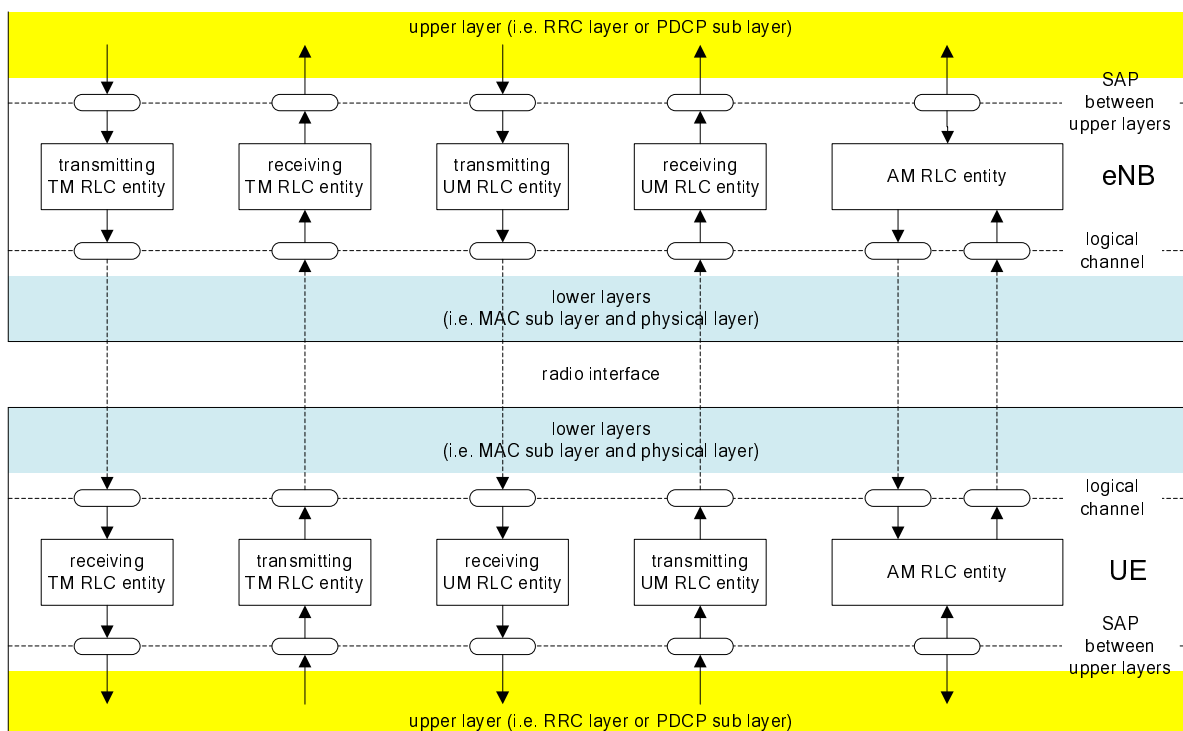 upper layer (i.e. RRC layer or PDCP sub layer)
SAP
between
upper layers
transmitting
TM RLC entity
receiving
TM RLC entity
transmitting
UM RLC entity
receiving
UM RLC entity
AM RLC entity
eNB
logical
channel
lower layers
(i.e. MAC sub layer and physical layer)
radio interface
lower layers
(i.e. MAC sub layer and physical layer)
logical
channel
receiving
TM RLC entity
transmitting
TM RLC entity
receiving
UM RLC entity
transmitting
UM RLC entity
AM RLC entity
UE
SAP
between
upper layers
upper layer (i.e. RRC layer or PDCP sub layer)